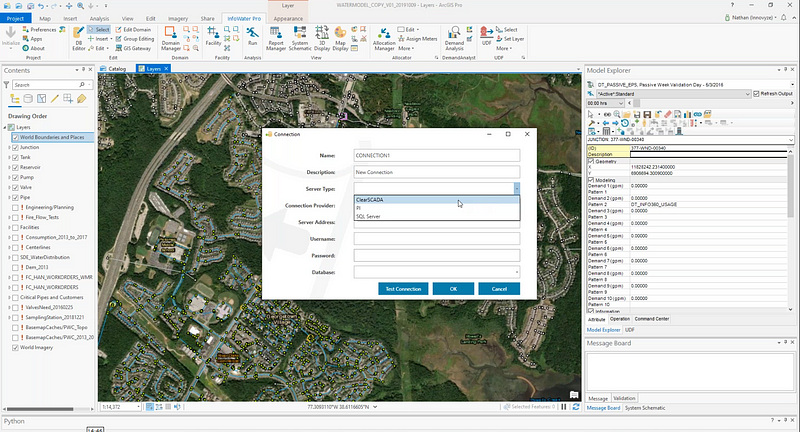 WATERMODEL_COPY_V01_20191009 - Layers - ArcGIS Pro
Layer
Nathan (Innovyze)
Project Map Insert Analysis View Edit Imagery Share InfoWater Pro Appearance
Initialize
Preferences
Apps
About
Project
DB Editor
Select
Insert
Edit
Edit Domain
Group Editing
GIS Gateway
Edit
Domain Manager
Domain
Facility
Facility
Run
Analysis
Report Manager
System Schematic
3D Display
Map Display
View
Allocation Manager
Edit
Assign Meters
Allocator
Demand Analyst
DemandAnalyst
UDF
Select
Set Layer
More
UDF
Contents
Search
Drawing Order
Layers
World Boundaries and Places
Junction
Tank
Reservoir
Pump
Valve
Pipe
Engineering/Planning
Fire_Flow_Tests
Facilities
Consumption_2013_to_2017
Centerlines
SDE_WaterDistribution
Dem_2013
FC_HAN_WORKORDERS_WMR
FC_HAN_WORKORDERS
Critical Pipes and Customers
ValvesNeed_20160225
SamplingStation_20181221
BasemapCaches/PWC_Topo
BasemapCaches/PWC_2013_20
World Imagery
Catalog
Layers
Connection
Name: CONNECTION1
Description: New Connection
Server Type:
ClearSCADA
PI
SQL Server
Connection Provider:
Server Address:
Username:
Password:
Database:
Test Connection OK Cancel
1:14,372
77.3093110°W 38.6116605°N
Selected Features: 0
Model Explorer
DT_PASSIVE_EPS, Passive Week Validation Day - 5/3/2016
*Active*:Standard
Refresh Output
00:00 hrs
JUNCTION: 377-WND-00340
(ID) 377-WND-00340
Description
Geometry
X 11828242.231400000
Y 6906694.300900000
Modeling
Demand 1 (gpm) 0.00000
Pattern 1
Demand 2 (gpm) 0.00000
Pattern 2 DT_INFO360_USAGE
Demand 3 (gpm) 0.00000
Pattern 3
Demand 4 (gpm) 0.00000
Pattern 4
Demand 5 (gpm) 0.00000
Pattern 5
Demand 6 (gpm) 0.00000
Pattern 6
Demand 7 (gpm) 0.00000
Pattern 7
Demand 8 (gpm) 0.00000
Pattern 8
Demand 9 (gpm) 0.00000
Pattern 9
Demand 10 (gpm) 0.00000
Pattern 10
Information
Attribute Operation Command Center
Model Explorer UDF
Message Board
Message Validation
Message Board System Schematic
Python